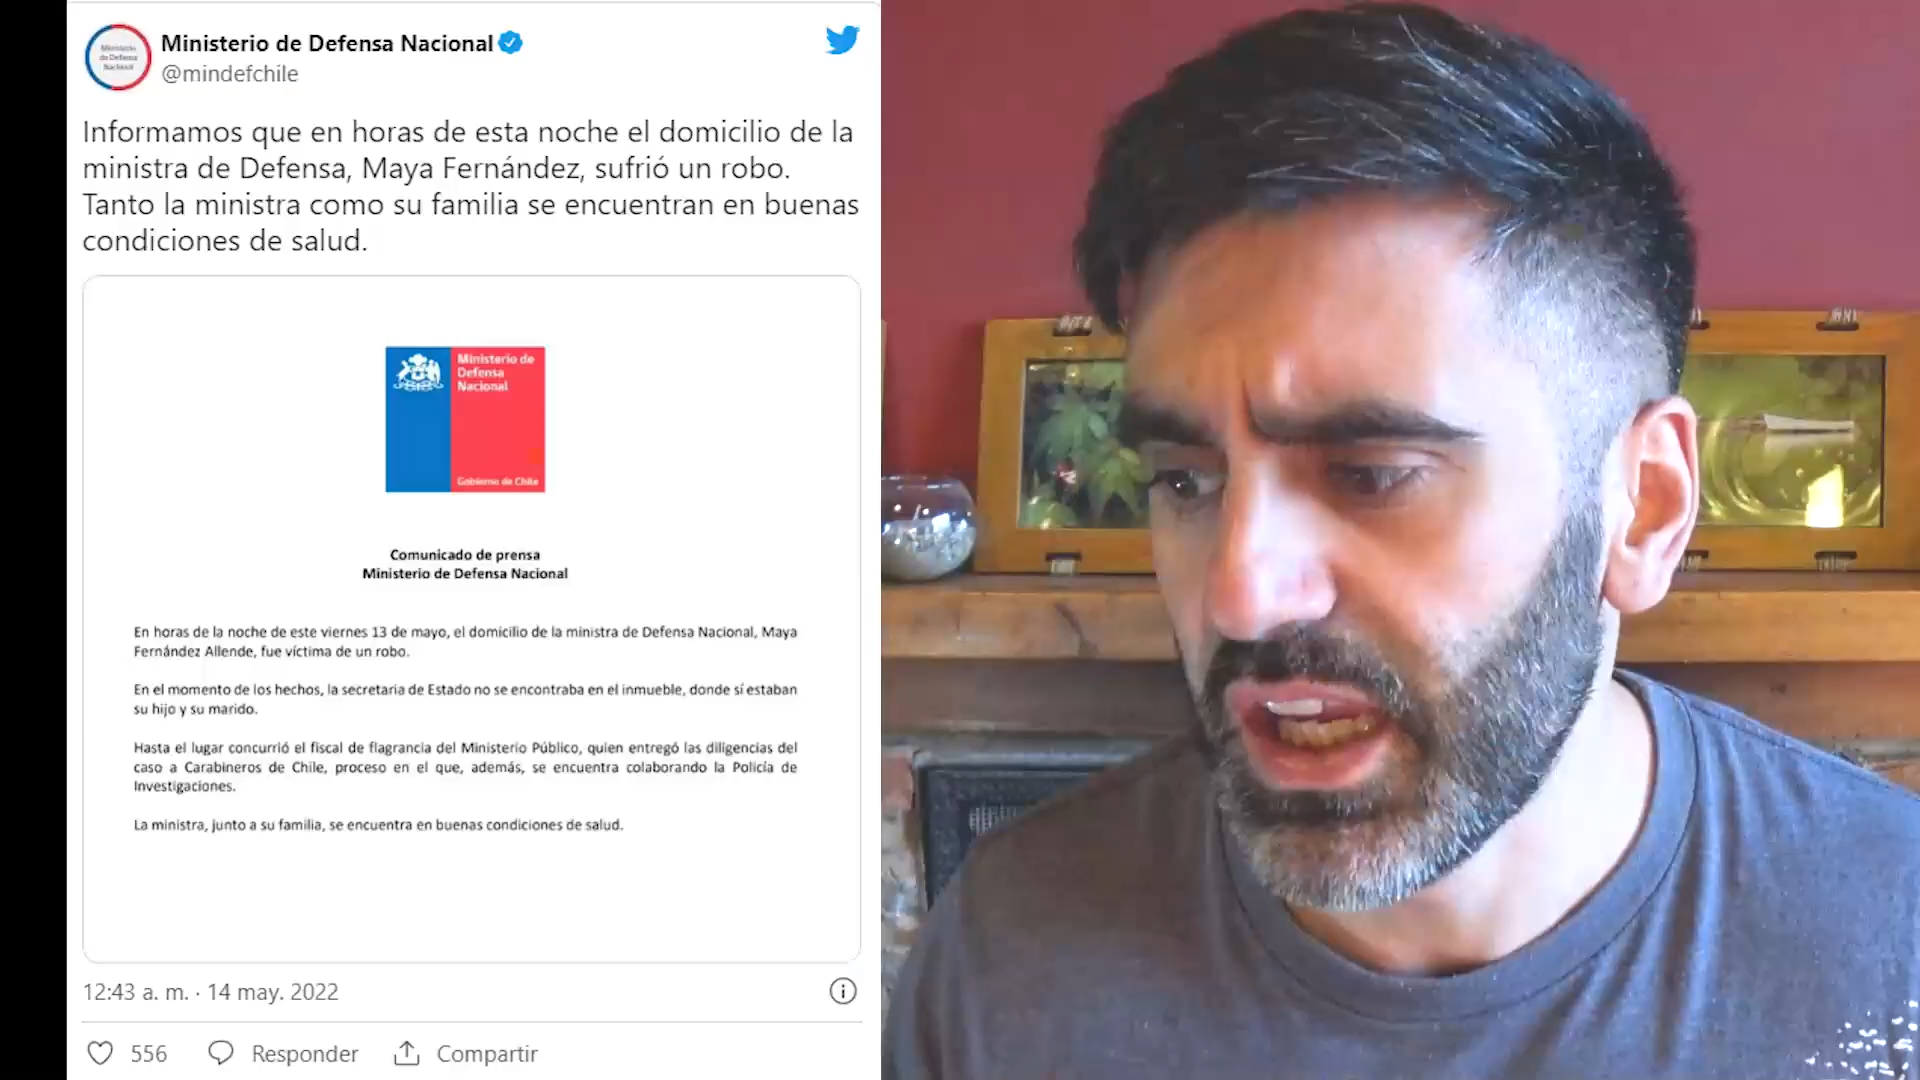 Ministerio de Defensa Nacional
@mindefchile
Informamos que en horas de esta noche el domicilio de la
ministra de Defensa, Maya Fernández, sufrió un robo.
Tanto la ministra como su familia se encuentran en buenas
condiciones de salud.
Ministerio de
Defensa
Nacional
Gobierno de Chile
Comunicado de prensa
Ministerio de Defensa Nacional
En horas de la noche de este viernes 13 de mayo, el domicilio de la ministra de Defensa Nacional, Maya
Fernández Allende, fue víctima de un robo.
En el momento de los hechos, la secretaria de Estado no se encontraba en el inmueble, donde sí estaban
su hijo y su marido.
Hasta el lugar concurrió el fiscal de flagrancia del Ministerio Público, quien entregó las diligencias del
caso a Carabineros de Chile, proceso en el que, además, se encuentra colaborando la Policía de
Investigaciones.
La ministra, junto a su familia, se encuentra en buenas condiciones de salud.
12:43 a. m. · 14 may. 2022
556 Responder Compartir